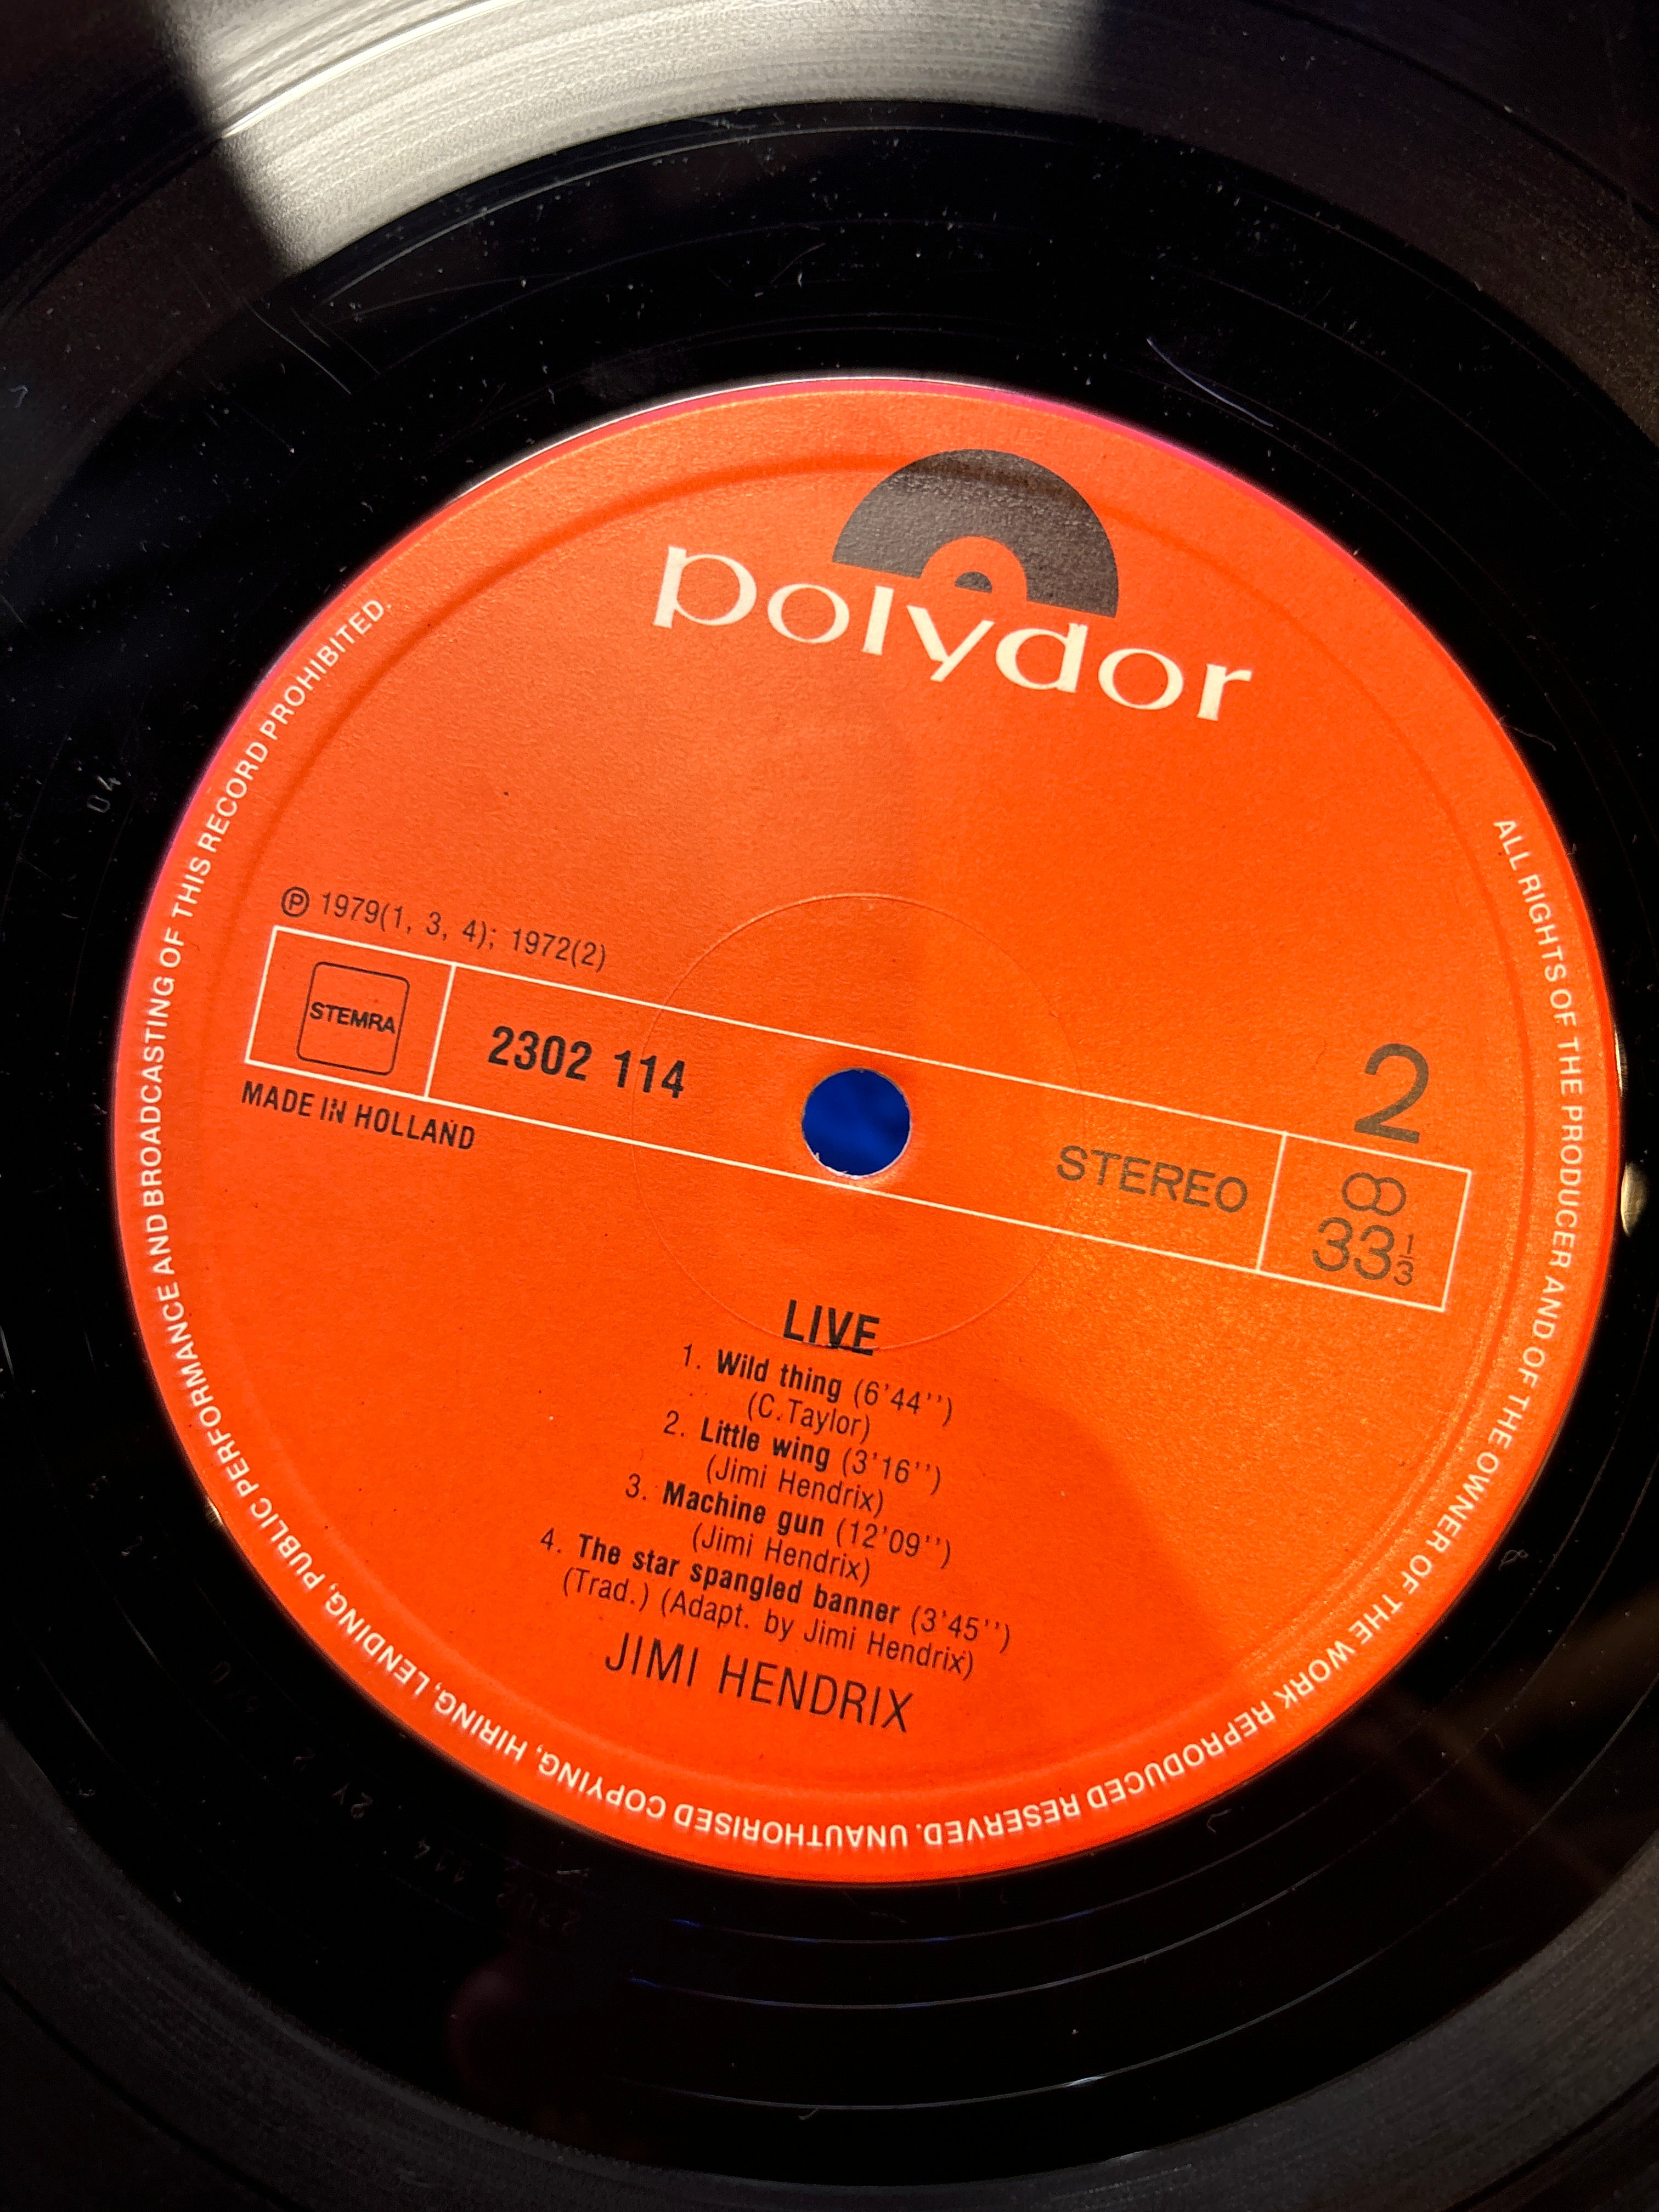 polydor
℗ 1979(1, 3, 4); 1972(2)
STEMRA
2302 114
MADE IN HOLLAND
2
STEREO
33 1/3
LIVE
1. Wild thing (6'44'')
(C.Taylor)
2. Little wing (3'16'')
(Jimi Hendrix)
3. Machine gun (12'09'')
(Jimi Hendrix)
4. The star spangled banner (3'45'')
(Trad.) (Adapt. by Jimi Hendrix)
JIMI HENDRIX
ALL RIGHTS OF THE PRODUCER AND OF THE OWNER OF THE WORK REPRODUCED RESERVED. UNAUTHORISED COPYING, HIRING, LENDING, PUBLIC PERFORMANCE AND BROADCASTING OF THIS RECORD PROHIBITED.
04